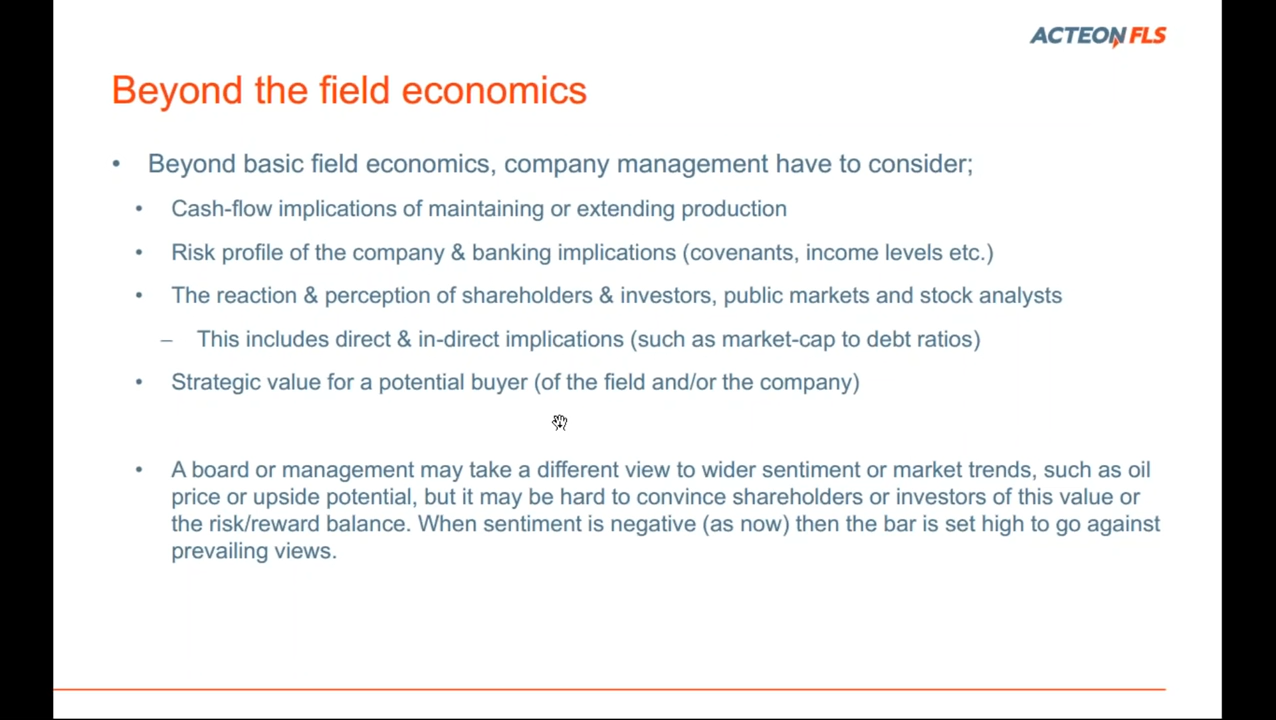 ACTEON FLS
Beyond the field economics
• Beyond basic field economics, company management have to consider;
• Cash-flow implications of maintaining or extending production
• Risk profile of the company & banking implications (covenants, income levels etc.)
• The reaction & perception of shareholders & investors, public markets and stock analysts
– This includes direct & in-direct implications (such as market-cap to debt ratios)
• Strategic value for a potential buyer (of the field and/or the company)
• A board or management may take a different view to wider sentiment or market trends, such as oil
price or upside potential, but it may be hard to convince shareholders or investors of this value or
the risk/reward balance. When sentiment is negative (as now) then the bar is set high to go against
prevailing views.